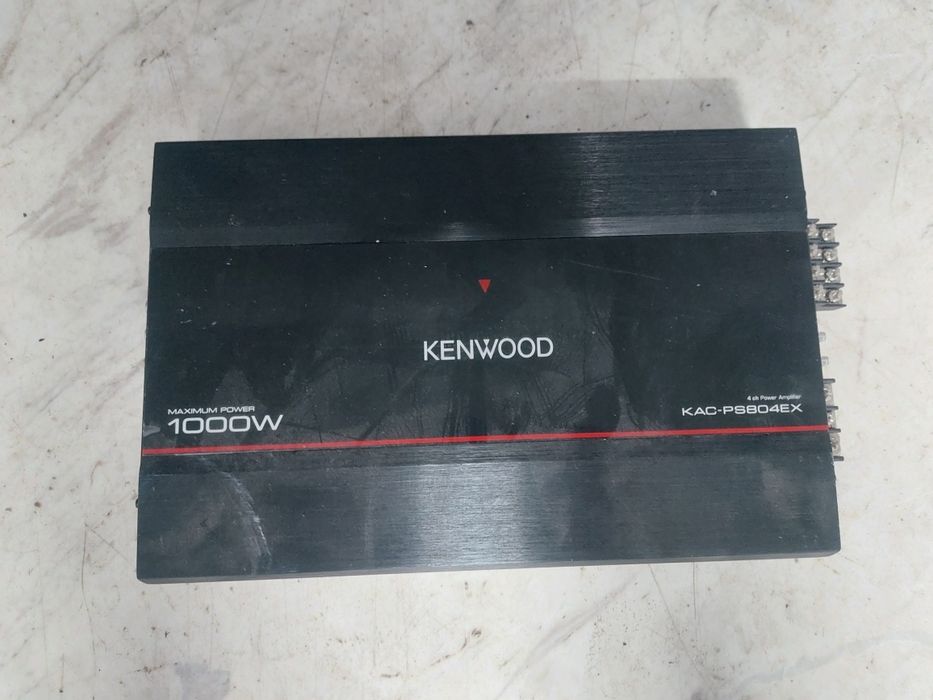 KENWOOD
MAXIMUM POWER
1000W
4 ch Power Amplifier
KAC-PS804EX